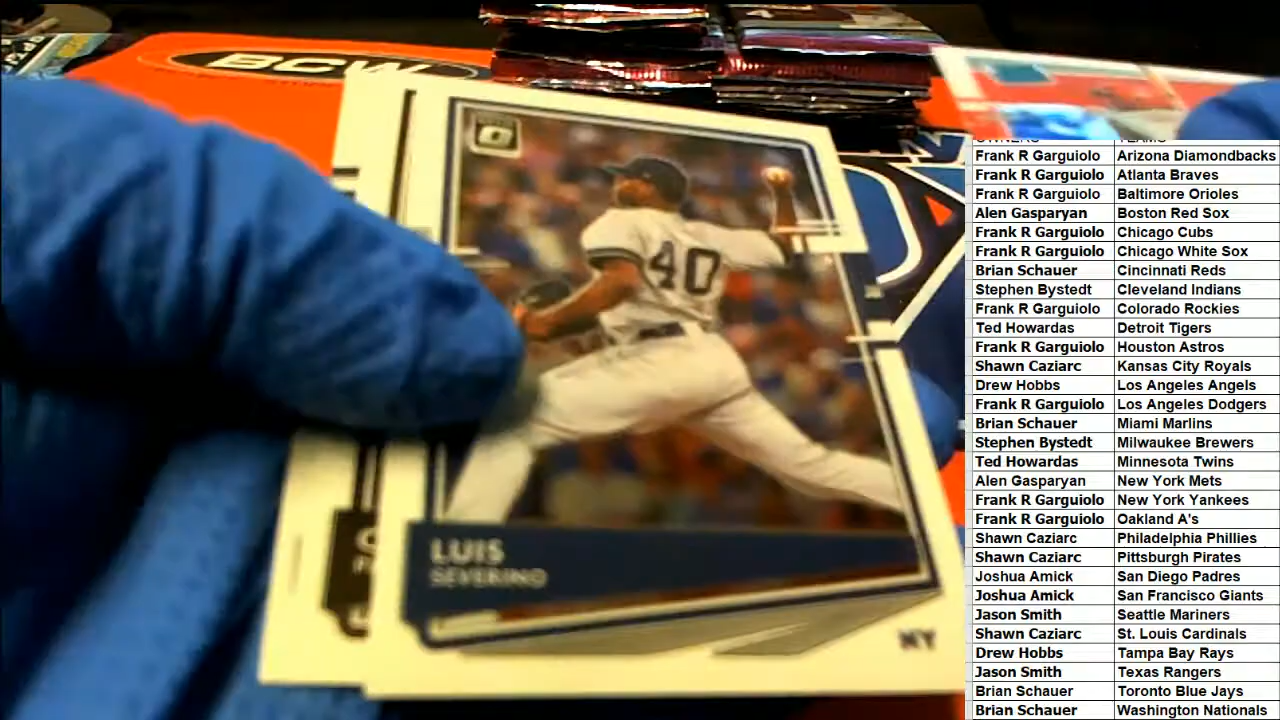 BCW
40
LUIS
SEVERINO
NY
OWNERS TEAMS
Frank R Garguiolo Arizona Diamondbacks
Frank R Garguiolo Atlanta Braves
Frank R Garguiolo Baltimore Orioles
Alen Gasparyan Boston Red Sox
Frank R Garguiolo Chicago Cubs
Frank R Garguiolo Chicago White Sox
Brian Schauer Cincinnati Reds
Stephen Bystedt Cleveland Indians
Frank R Garguiolo Colorado Rockies
Ted Howardas Detroit Tigers
Frank R Garguiolo Houston Astros
Shawn Caziarc Kansas City Royals
Drew Hobbs Los Angeles Angels
Frank R Garguiolo Los Angeles Dodgers
Brian Schauer Miami Marlins
Stephen Bystedt Milwaukee Brewers
Ted Howardas Minnesota Twins
Alen Gasparyan New York Mets
Frank R Garguiolo New York Yankees
Frank R Garguiolo Oakland A's
Shawn Caziarc Philadelphia Phillies
Shawn Caziarc Pittsburgh Pirates
Joshua Amick San Diego Padres
Joshua Amick San Francisco Giants
Jason Smith Seattle Mariners
Shawn Caziarc St. Louis Cardinals
Drew Hobbs Tampa Bay Rays
Jason Smith Texas Rangers
Brian Schauer Toronto Blue Jays
Brian Schauer Washington Nationals